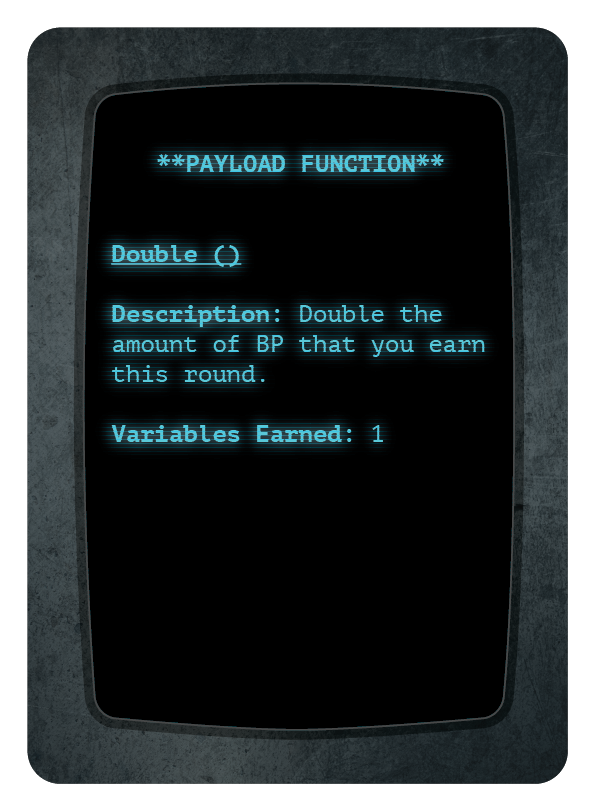 **PAYLOAD FUNCTION**
Double ()
Description: Double the
amount of BP that you earn
this round.
Variables Earned: 1